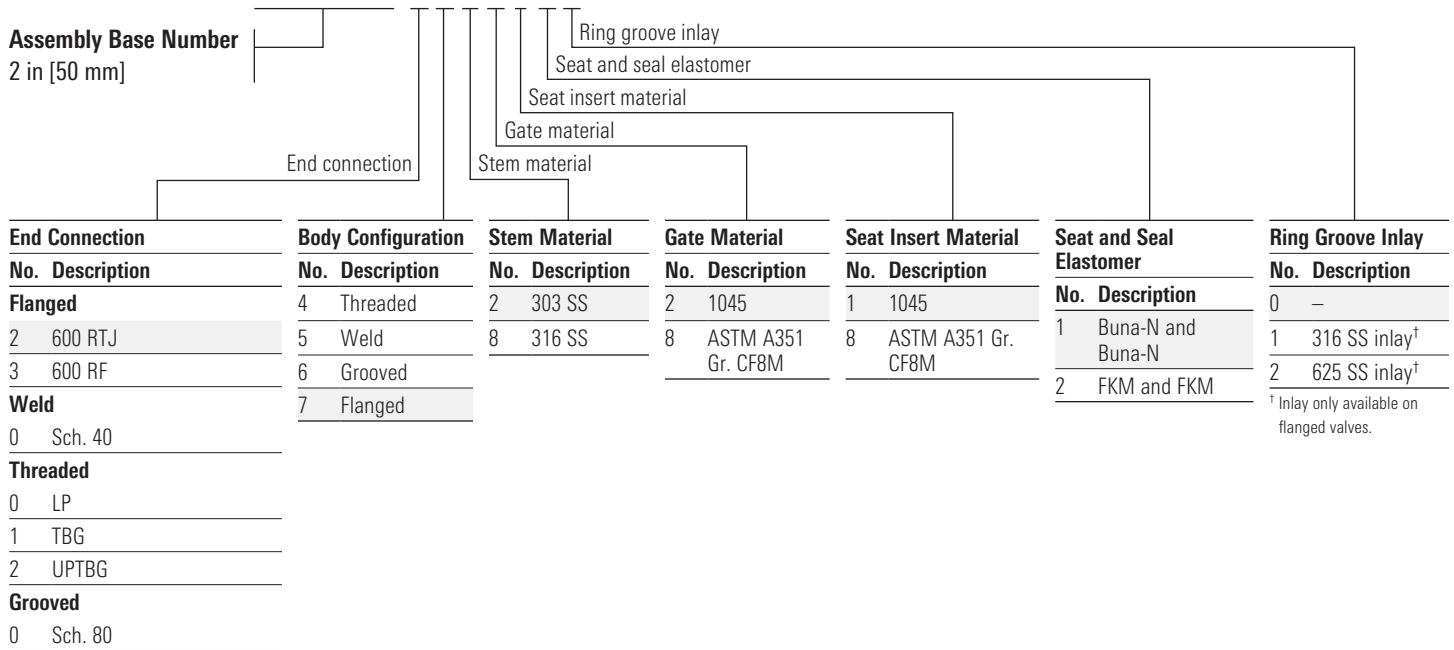 Assembly Base Number
2 in [50 mm]
Ring groove inlay
Seat and seal elastomer
Seat insert material
Gate material
End connection
Stem material
End Connection
No. Description
Flanged
2 600 RTJ
3 600 RF
Weld
0 Sch. 40
Threaded
0 LP
1 TBG
2 UPTBG
Grooved
0 Sch. 80
Body Configuration
No. Description
4 Threaded
5 Weld
6 Grooved
7 Flanged
Stem Material
No. Description
2 303 SS
8 316 SS
Gate Material
No. Description
2 1045
8 ASTM A351
Gr. CF8M
Seat Insert Material
No. Description
1 1045
8 ASTM A351 Gr.
CF8M
Seat and Seal
Elastomer
No. Description
1 Buna-N and
Buna-N
2 FKM and FKM
Ring Groove Inlay
No. Description
0 –
1 316 SS inlay†
2 625 SS inlay†
† Inlay only available on
flanged valves.